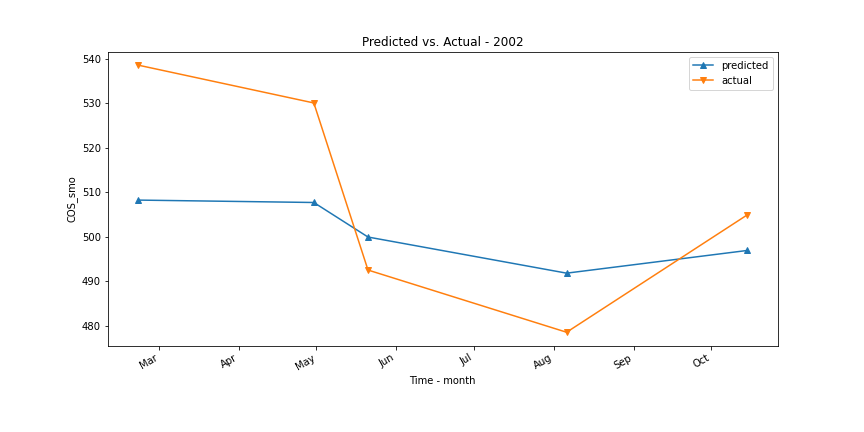 Predicted vs. Actual - 2002
predicted
actual
COS_smo
540
530
520
510
500
490
480
Mar
Apr
May
Jun
Jul
Aug
Sep
Oct
Time - month